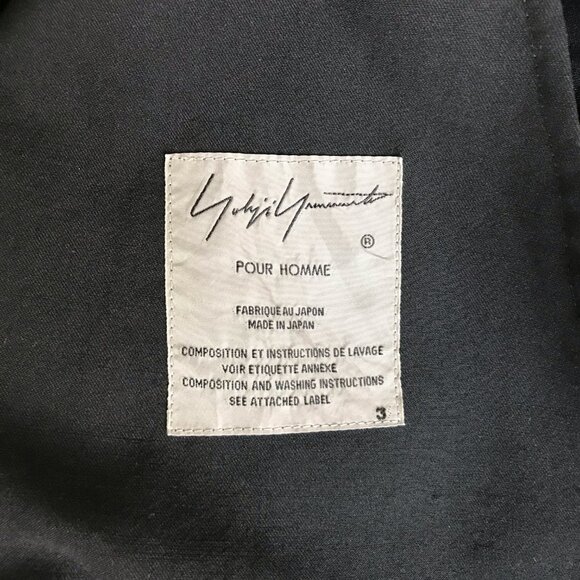 Yohji Yamamoto
®
POUR HOMME
FABRIQUE AU JAPON
MADE IN JAPAN
COMPOSITION ET INSTRUCTIONS DE LAVAGE
VOIR ETIQUETTE ANNEXE
COMPOSITION AND WASHING INSTRUCTIONS
SEE ATTACHED LABEL
3